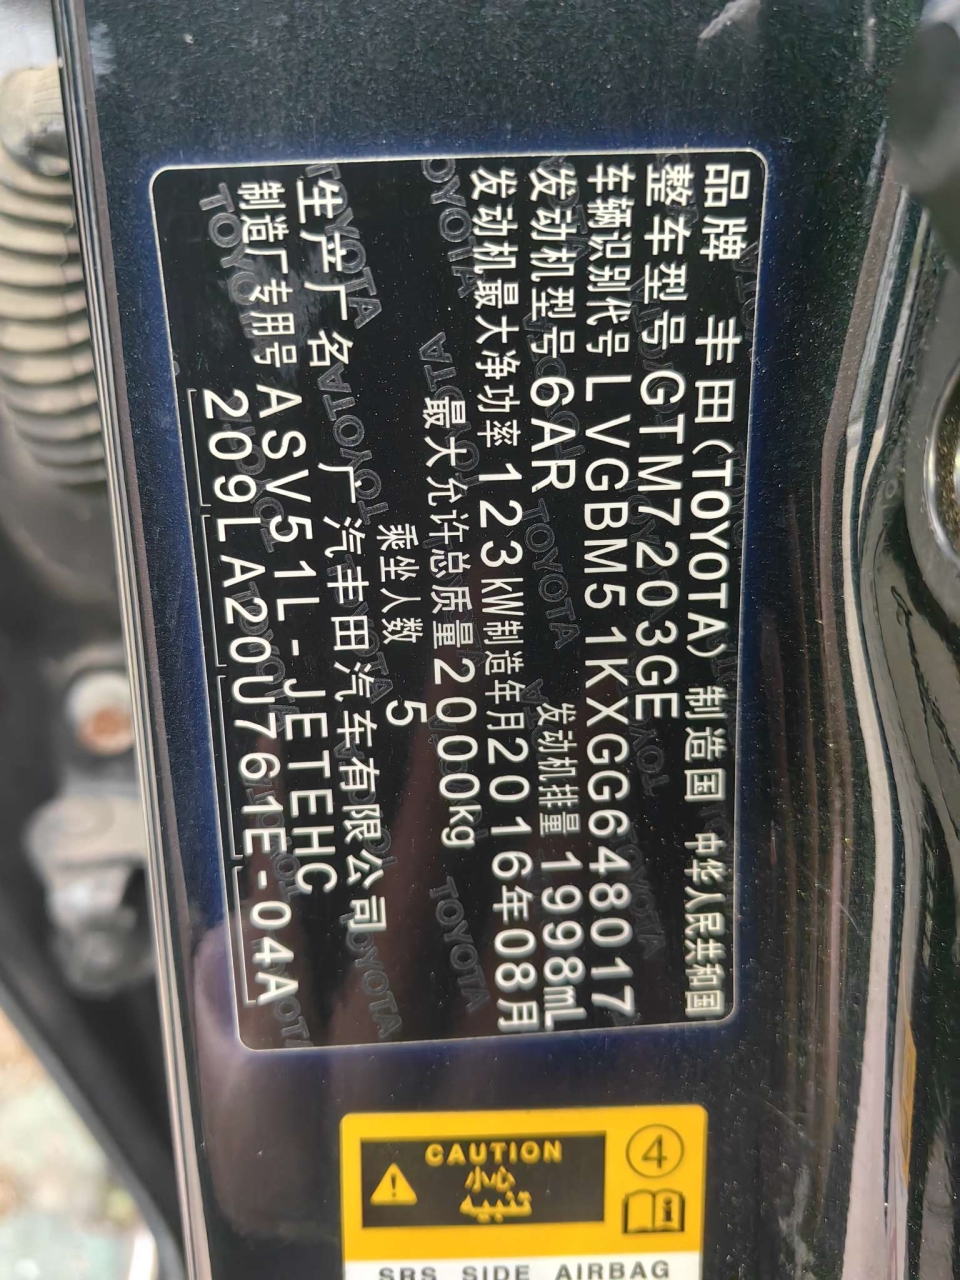 品牌 丰田(TOYOTA) 制造国 中华人民共和国
整车型号 GTM7203GE
车辆识别代号 LVGBM51KXGG648017
发动机型号 6AR 发动机排量 1998mL
发动机最大净功率 123kW 制造年月 2016年08月
最大允许总质量 2000kg
乘坐人数 5
生产厂名 广汽丰田汽车有限公司
制造厂专用号 ASV51L-JETEHC
209LA20U761E-04A
CAUTION
小心
تنبيه
4
SRS SIDE AIRBAG